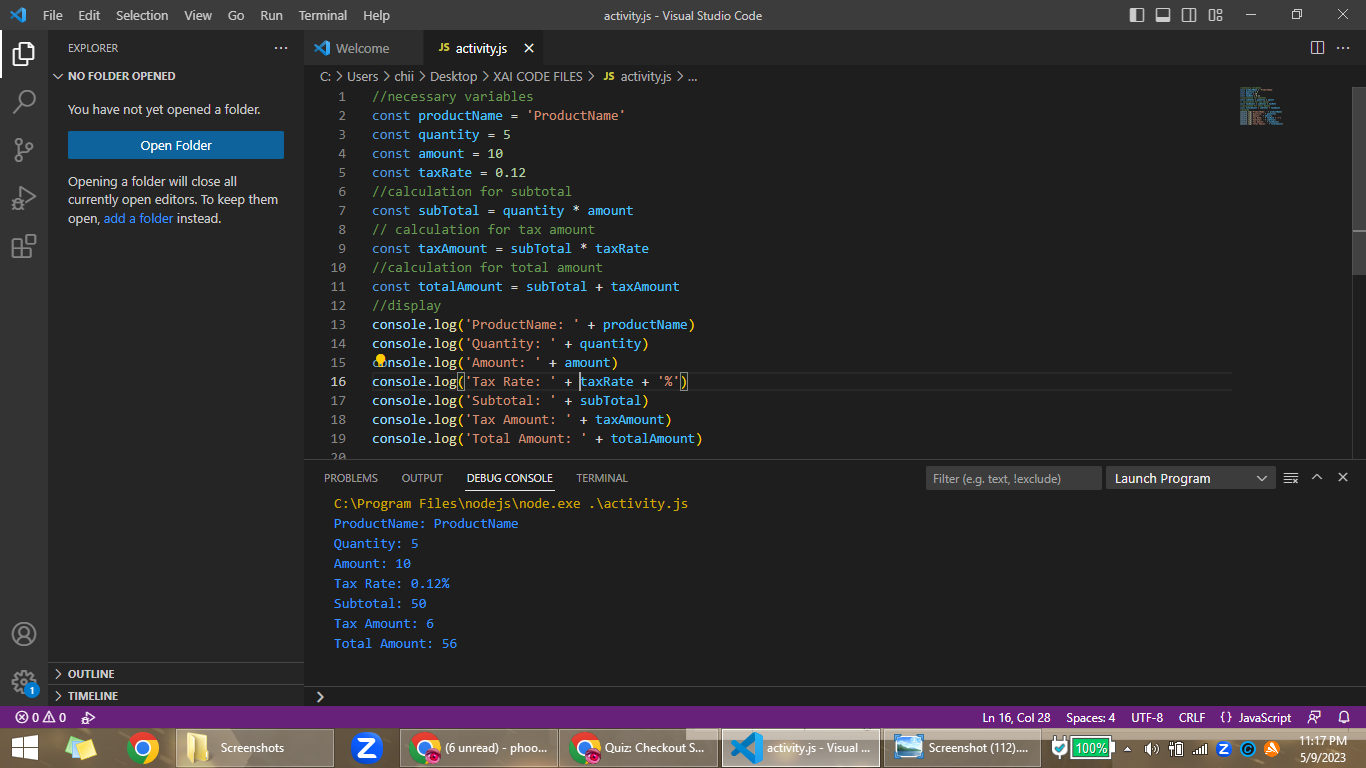 File Edit Selection View Go Run Terminal Help
activity.js - Visual Studio Code
EXPLORER
NO FOLDER OPENED
You have not yet opened a folder.
Open Folder
Opening a folder will close all
currently open editors. To keep them
open, add a folder instead.
OUTLINE
TIMELINE
Welcome
JS activity.js
C: > Users > chii > Desktop > XAI CODE FILES > JS activity.js > ...
1 //necessary variables
2 const productName = 'ProductName'
3 const quantity = 5
4 const amount = 10
5 const taxRate = 0.12
6 //calculation for subtotal
7 const subTotal = quantity * amount
8 // calculation for tax amount
9 const taxAmount = subTotal * taxRate
10 //calculation for total amount
11 const totalAmount = subTotal + taxAmount
12 //display
13 console.log('ProductName: ' + productName)
14 console.log('Quantity: ' + quantity)
15 console.log('Amount: ' + amount)
16 console.log('Tax Rate: ' + taxRate + '%')
17 console.log('Subtotal: ' + subTotal)
18 console.log('Tax Amount: ' + taxAmount)
19 console.log('Total Amount: ' + totalAmount)
20
PROBLEMS OUTPUT DEBUG CONSOLE TERMINAL
Filter (e.g. text, !exclude)
Launch Program
C:\Program Files\nodejs\node.exe .\activity.js
ProductName: ProductName
Quantity: 5
Amount: 10
Tax Rate: 0.12%
Subtotal: 50
Tax Amount: 6
Total Amount: 56
1
0 0
Ln 16, Col 28 Spaces: 4 UTF-8 CRLF {} JavaScript
Screenshots
(6 unread) - phoo...
Quiz: Checkout S...
activity.js - Visual ...
Screenshot (112)....
100%
11:17 PM
5/9/2023